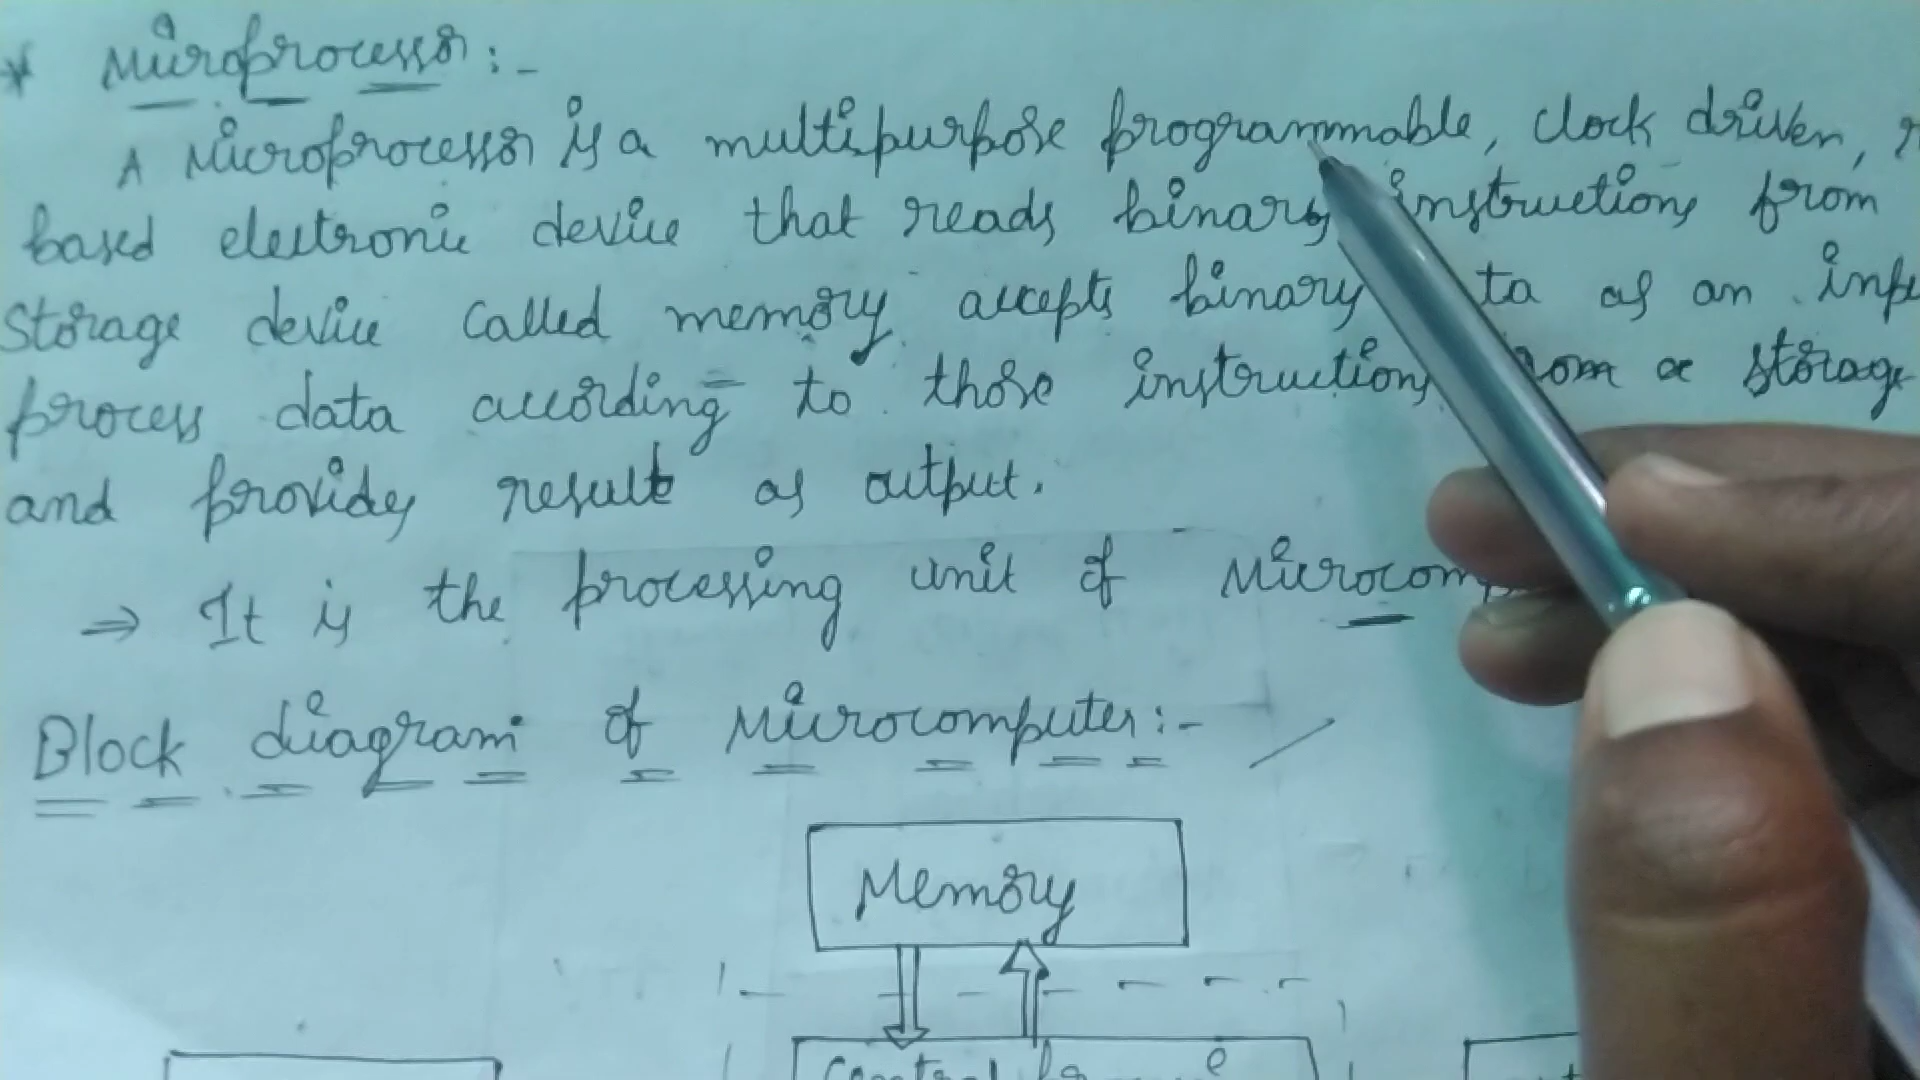 * Microprocessor :-
A Microprocessor is a multipurpose programmable, clock driven,
based electronic device that reads binary instructions from
Storage device called memory accepts binary as an
process data according to those instructions a storage
and provides result as output.
⇒ It is the processing unit of
Block diagram of Microcomputer :-
Memory